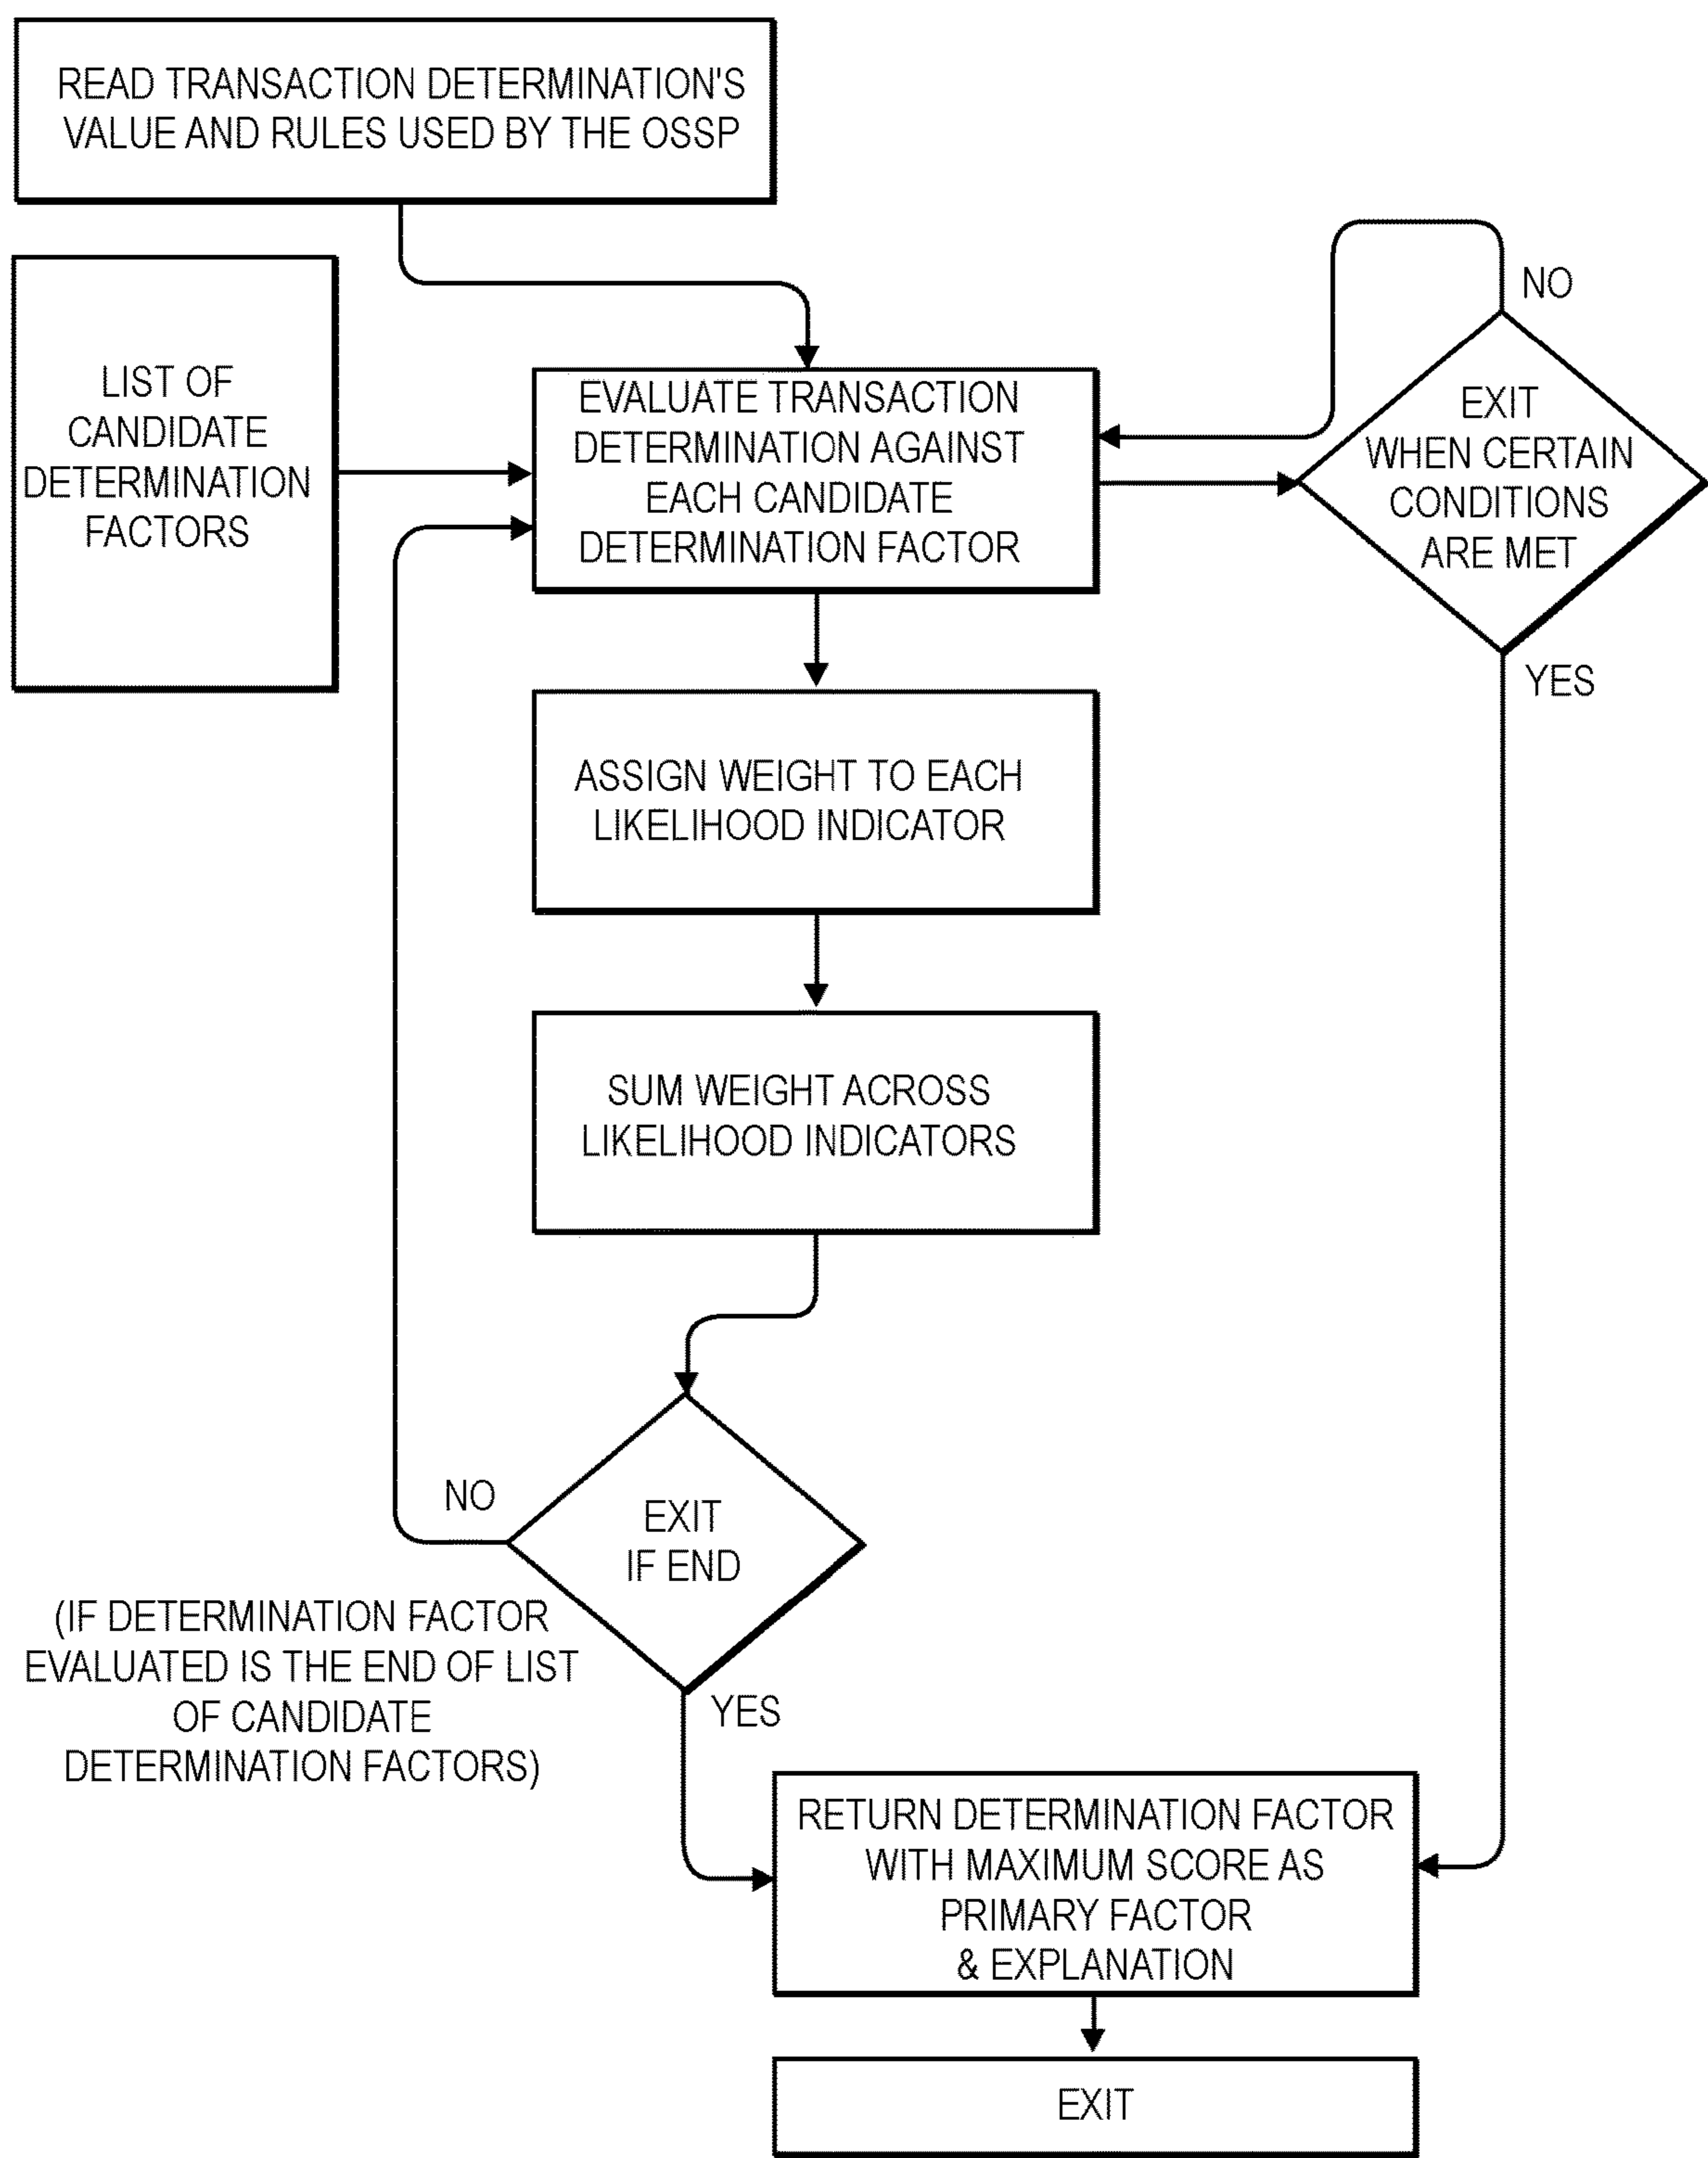 READ TRANSACTION DETERMINATION'S
VALUE AND RULES USED BY THE OSSP
LIST OF
CANDIDATE
DETERMINATION
FACTORS
EVALUATE TRANSACTION
DETERMINATION AGAINST
EACH CANDIDATE
DETERMINATION FACTOR
NO
EXIT
WHEN CERTAIN
CONDITIONS
ARE MET
YES
ASSIGN WEIGHT TO EACH
LIKELIHOOD INDICATOR
SUM WEIGHT ACROSS
LIKELIHOOD INDICATORS
NO
EXIT
IF END
(IF DETERMINATION FACTOR
EVALUATED IS THE END OF LIST
OF CANDIDATE
DETERMINATION FACTORS)
YES
RETURN DETERMINATION FACTOR
WITH MAXIMUM SCORE AS
PRIMARY FACTOR
& EXPLANATION
EXIT